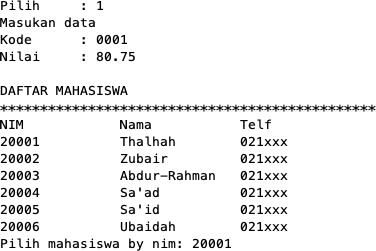 Pilih     : 1
Masukan data
Kode      : 0001
Nilai     : 80.75

DAFTAR MAHASISWA
***********************************************
NIM            Nama           Telf
20001          Thalhah        021xxx
20002          Zubair         021xxx
20003          Abdur-Rahman   021xxx
20004          Sa'ad          021xxx
20005          Sa'id          021xxx
20006          Ubaidah        021xxx
Pilih mahasiswa by nim: 20001